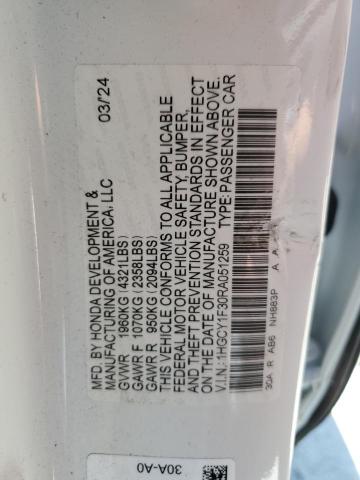 MFD. BY HONDA DEVELOPMENT & 03/24
MANUFACTURING OF AMERICA, LLC
GVWR 1960KG (4321LBS)
GAWR F 1070KG (2358LBS)
GAWR R 950KG (2094LBS)
THIS VEHICLE CONFORMS TO ALL APPLICABLE
FEDERAL MOTOR VEHICLE SAFETY, BUMPER,
AND THEFT PREVENTION STANDARDS IN EFFECT
ON THE DATE OF MANUFACTURE SHOWN ABOVE.
V.I.N.:1HGCY1F30RA051259 TYPE:PASSENGER CAR
30A R AB6 NH883P A A
30A-A0